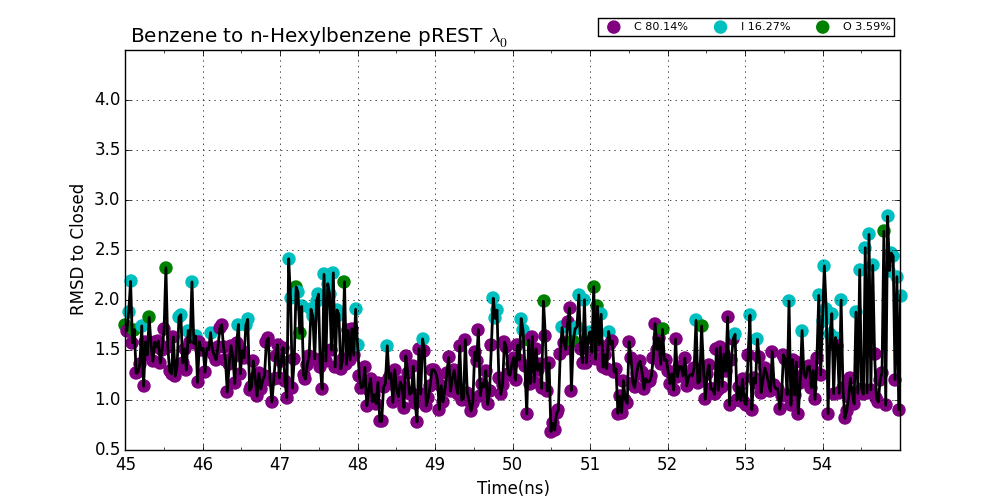 Benzene to n-Hexylbenzene pREST λ₀
C 80.14% I 16.27% O 3.59%
RMSD to Closed
4.0
3.5
3.0
2.5
2.0
1.5
1.0
0.5
45 46 47 48 49 50 51 52 53 54
Time(ns)